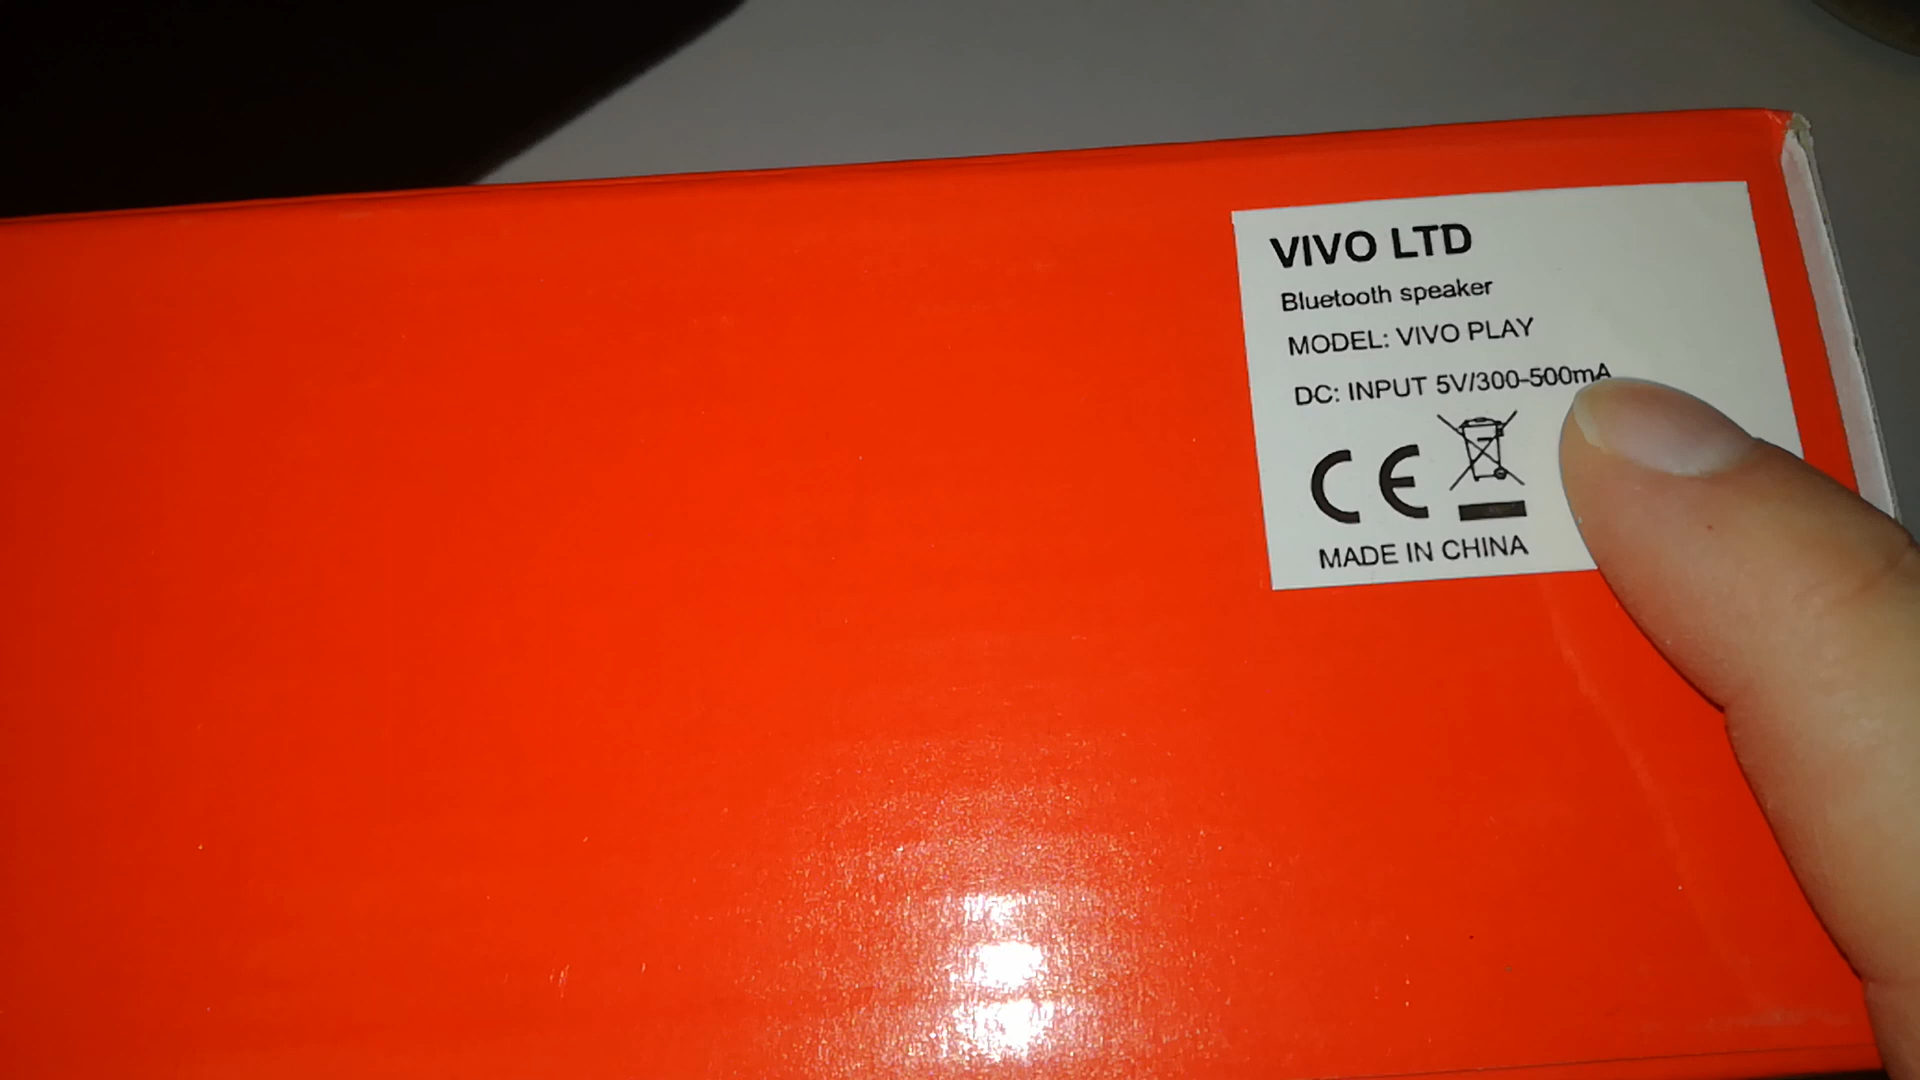 VIVO LTD
Bluetooth speaker
MODEL: VIVO PLAY
DC: INPUT 5V/300-500mA
CE
MADE IN CHINA